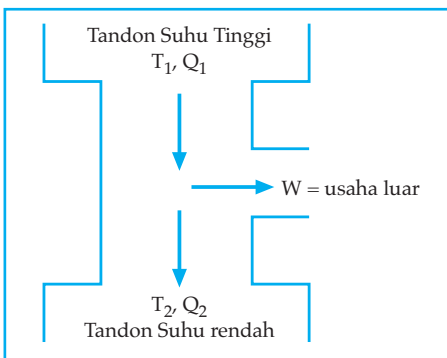 Tandon Suhu Tinggi
T₁, Q₁
W = usaha luar
T₂, Q₂
Tandon Suhu rendah